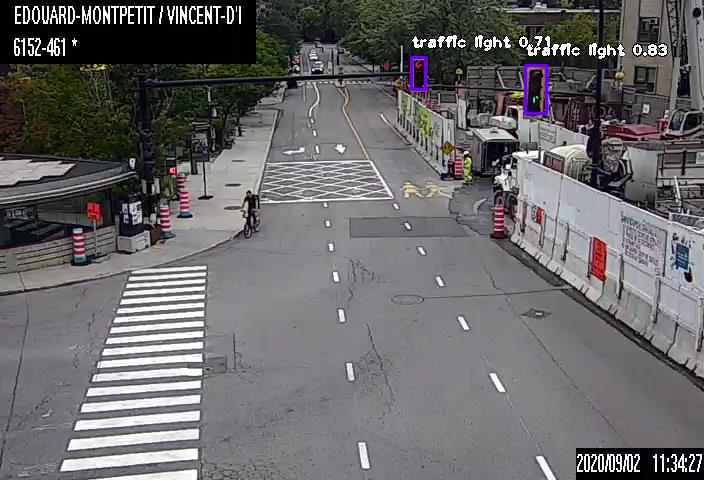 EDOUARD-MONTPETIT / VINCENT-D'I
6152-461 *
traffic light 0.71
traffic light 0.83
2020/09/02 11:34:27